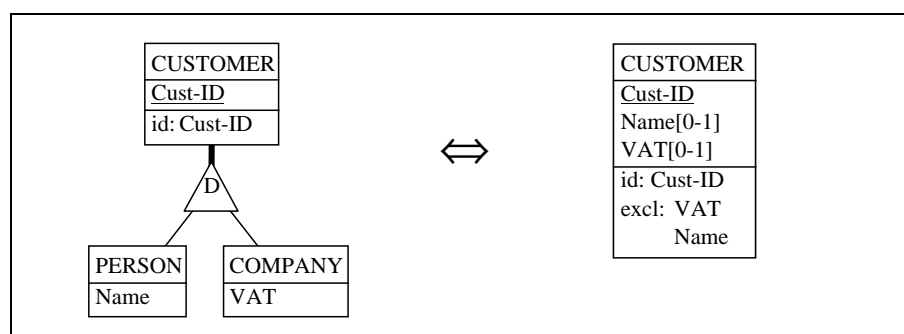 CUSTOMER
Cust-ID
id: Cust-ID
D
PERSON
Name
COMPANY
VAT
⇔
CUSTOMER
Cust-ID
Name[0-1]
VAT[0-1]
id: Cust-ID
excl: VAT
Name